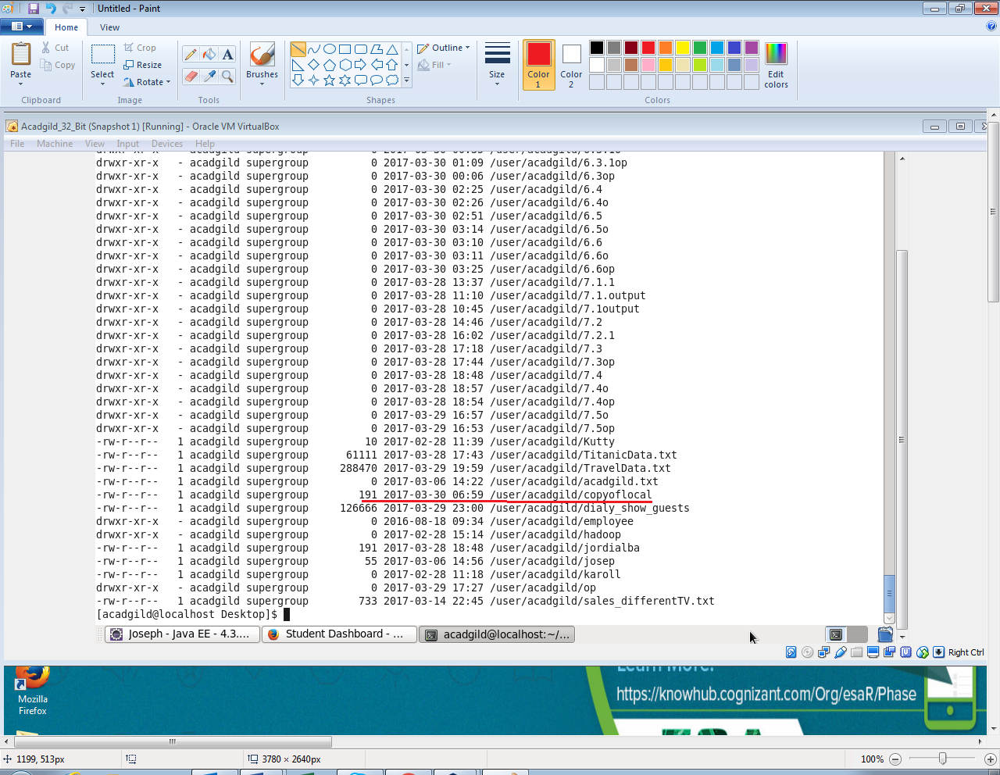 Untitled - Paint
Home View
Paste Cut Copy
Select Crop Resize Rotate
Brushes
Outline Fill
Size
Color 1 Color 2
Edit colors
Clipboard Image Tools Shapes Colors
Acadgild_32_Bit (Snapshot 1) [Running] - Oracle VM VirtualBox
File Machine View Input Devices Help
drwxr-xr-x - acadgild supergroup 0 2017-03-30 01:09 /user/acadgild/6.3.1op
drwxr-xr-x - acadgild supergroup 0 2017-03-30 00:06 /user/acadgild/6.3op
drwxr-xr-x - acadgild supergroup 0 2017-03-30 02:25 /user/acadgild/6.4
drwxr-xr-x - acadgild supergroup 0 2017-03-30 02:26 /user/acadgild/6.4o
drwxr-xr-x - acadgild supergroup 0 2017-03-30 02:51 /user/acadgild/6.5
drwxr-xr-x - acadgild supergroup 0 2017-03-30 03:14 /user/acadgild/6.5o
drwxr-xr-x - acadgild supergroup 0 2017-03-30 03:10 /user/acadgild/6.6
drwxr-xr-x - acadgild supergroup 0 2017-03-30 03:11 /user/acadgild/6.6o
drwxr-xr-x - acadgild supergroup 0 2017-03-30 03:25 /user/acadgild/6.6op
drwxr-xr-x - acadgild supergroup 0 2017-03-28 13:37 /user/acadgild/7.1.1
drwxr-xr-x - acadgild supergroup 0 2017-03-28 11:10 /user/acadgild/7.1.output
drwxr-xr-x - acadgild supergroup 0 2017-03-28 10:45 /user/acadgild/7.1output
drwxr-xr-x - acadgild supergroup 0 2017-03-28 14:46 /user/acadgild/7.2
drwxr-xr-x - acadgild supergroup 0 2017-03-28 16:02 /user/acadgild/7.2.1
drwxr-xr-x - acadgild supergroup 0 2017-03-28 17:18 /user/acadgild/7.3
drwxr-xr-x - acadgild supergroup 0 2017-03-28 17:44 /user/acadgild/7.3op
drwxr-xr-x - acadgild supergroup 0 2017-03-28 18:48 /user/acadgild/7.4
drwxr-xr-x - acadgild supergroup 0 2017-03-28 18:57 /user/acadgild/7.4o
drwxr-xr-x - acadgild supergroup 0 2017-03-28 18:54 /user/acadgild/7.4op
drwxr-xr-x - acadgild supergroup 0 2017-03-29 16:57 /user/acadgild/7.5o
drwxr-xr-x - acadgild supergroup 0 2017-03-29 16:53 /user/acadgild/7.5op
-rw-r--r-- 1 acadgild supergroup 10 2017-02-28 11:39 /user/acadgild/Kutty
-rw-r--r-- 1 acadgild supergroup 61111 2017-03-28 17:43 /user/acadgild/TitanicData.txt
-rw-r--r-- 1 acadgild supergroup 288470 2017-03-29 19:59 /user/acadgild/TravelData.txt
-rw-r--r-- 1 acadgild supergroup 0 2017-03-06 14:22 /user/acadgild/acadgild.txt
-rw-r--r-- 1 acadgild supergroup 191 2017-03-30 06:59 /user/acadgild/copyoflocal
-rw-r--r-- 1 acadgild supergroup 126666 2017-03-29 23:00 /user/acadgild/dialy_show_guests
drwxr-xr-x - acadgild supergroup 0 2016-08-18 09:34 /user/acadgild/employee
drwxr-xr-x - acadgild supergroup 0 2017-02-28 15:14 /user/acadgild/hadoop
-rw-r--r-- 1 acadgild supergroup 191 2017-03-28 18:48 /user/acadgild/jordialba
-rw-r--r-- 1 acadgild supergroup 55 2017-03-06 14:56 /user/acadgild/josep
-rw-r--r-- 1 acadgild supergroup 0 2017-02-28 11:18 /user/acadgild/karoll
drwxr-xr-x - acadgild supergroup 0 2017-03-29 17:27 /user/acadgild/op
-rw-r--r-- 1 acadgild supergroup 733 2017-03-14 22:45 /user/acadgild/sales_differentTV.txt
[acadgild@localhost Desktop]$
Joseph - Java EE - 4.3.... Student Dashboard - ... acadgild@localhost:~/...
Right Ctrl
Learn More:
Mozilla Firefox
https://knowhub.cognizant.com/Org/esaR/Phase
1199, 513px 3780 × 2640px 100%